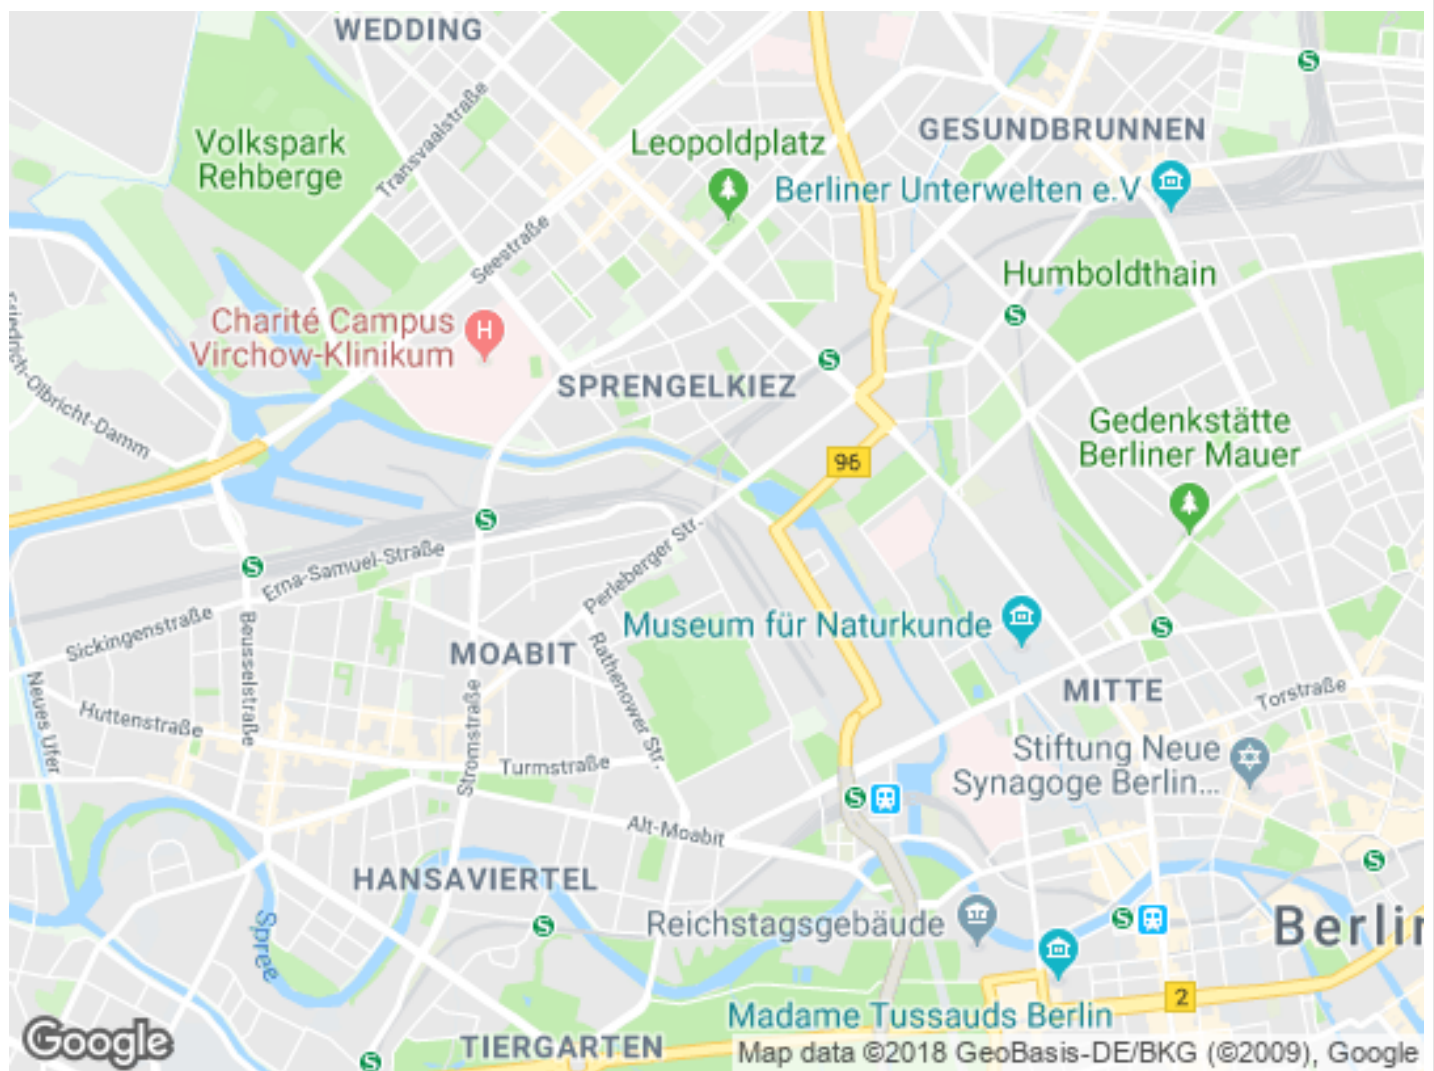 WEDDING
Volkspark
Rehberge
Transvaalstraße
Leopoldplatz
GESUNDBRUNNEN
Berliner Unterwelten e.V
Seestraße
Humboldthain
Charité Campus
Virchow-Klinikum
H
SPRENGELKIEZ
Friedrich-Olbricht-Damm
Gedenkstätte
Berliner Mauer
96
Perleberger Str.
Erna-Samuel-Straße
Sickingenstraße
Beusselstraße
Museum für Naturkunde
MOABIT
Rathenower Str.
MITTE
Torstraße
Neues Ufer
Huttenstraße
Stromstraße
Turmstraße
Stiftung Neue
Synagoge Berlin...
Alt-Moabit
HANSAVIERTEL
Reichstagsgebäude
Berlin
Spree
2
Madame Tussauds Berlin
TIERGARTEN
Google
Map data ©2018 GeoBasis-DE/BKG (©2009), Google
S
S
S
S
S
S
S
S
S
S
S